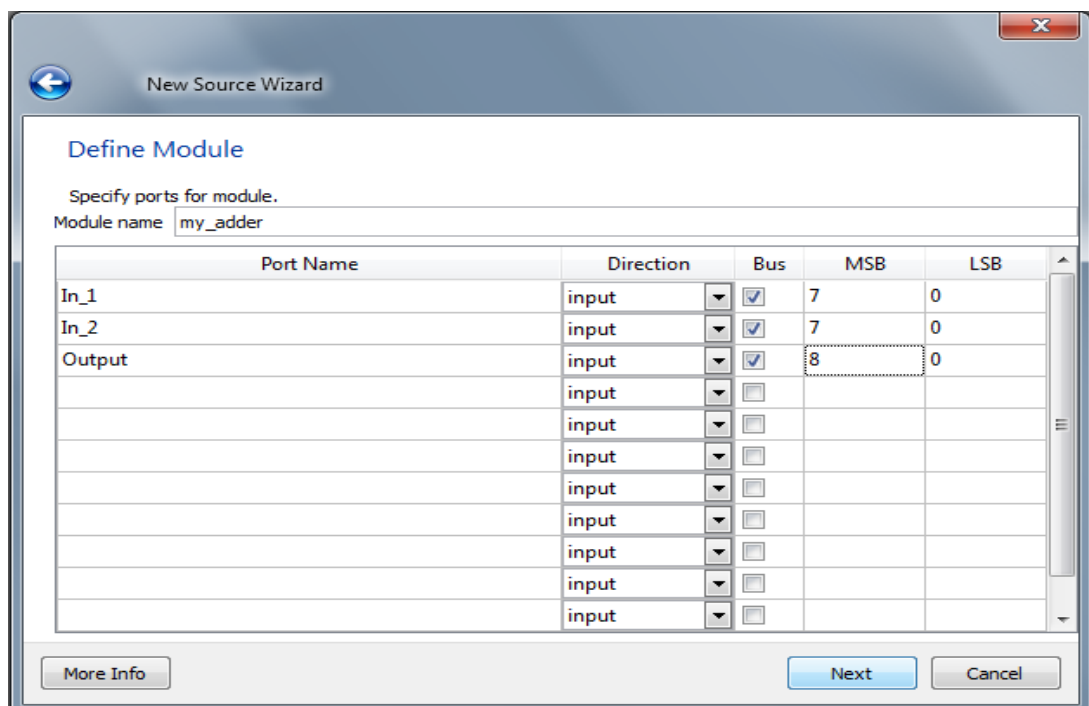 New Source Wizard
Define Module
Specify ports for module.
Module name my_adder
Port Name Direction Bus MSB LSB
In_1 input 7 0
In_2 input 7 0
Output input 8 0
input
input
input
input
input
input
input
input
More Info Next Cancel